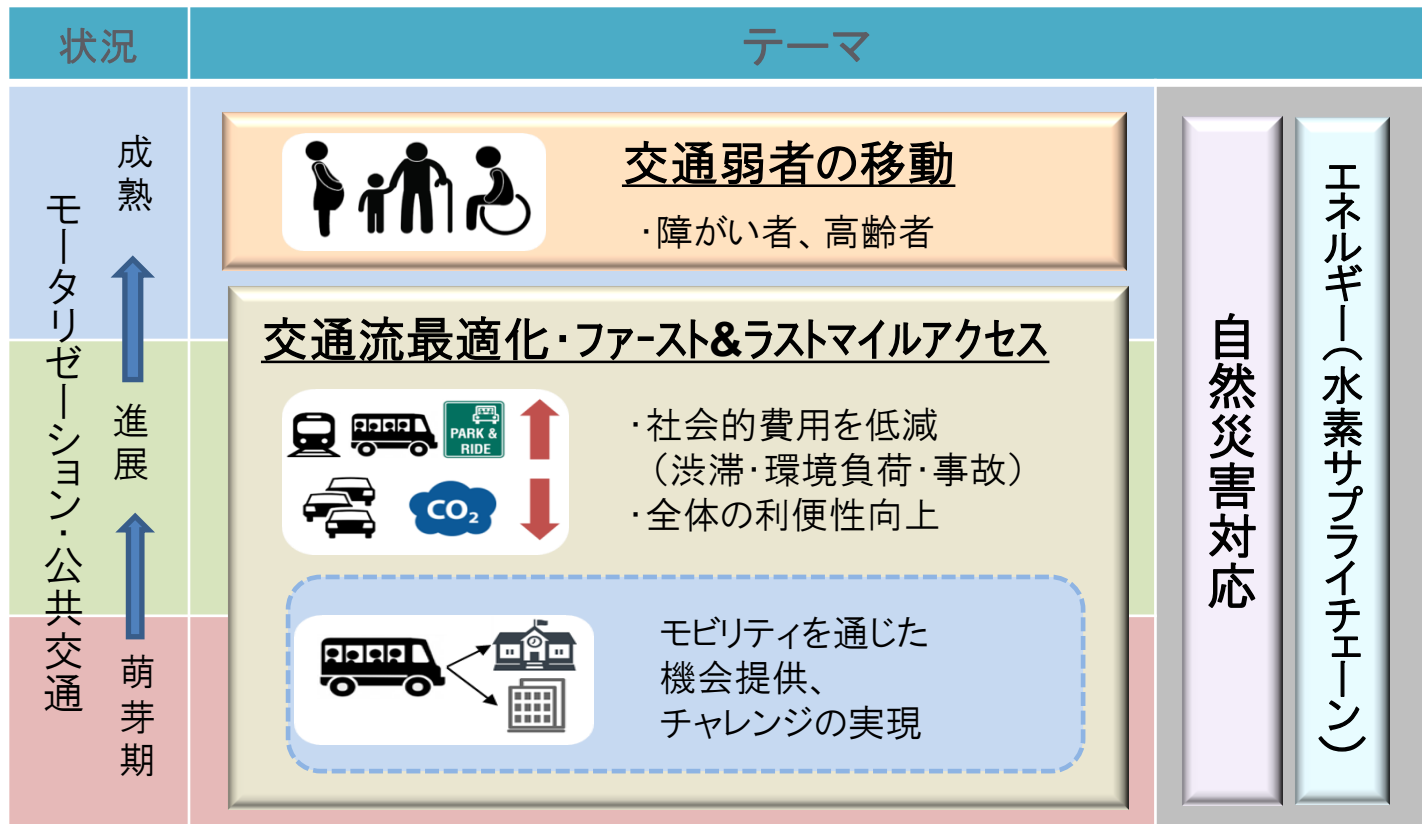 状況
テーマ
モータリゼーション・公共交通
成熟
進展
萌芽期
交通弱者の移動
・障がい者、高齢者
交通流最適化・ファースト&ラストマイルアクセス
PARK &
RIDE
CO₂
・社会的費用を低減
（渋滞・環境負荷・事故）
・全体の利便性向上
モビリティを通じた
機会提供、
チャレンジの実現
自然災害対応
エネルギー（水素サプライチェーン）